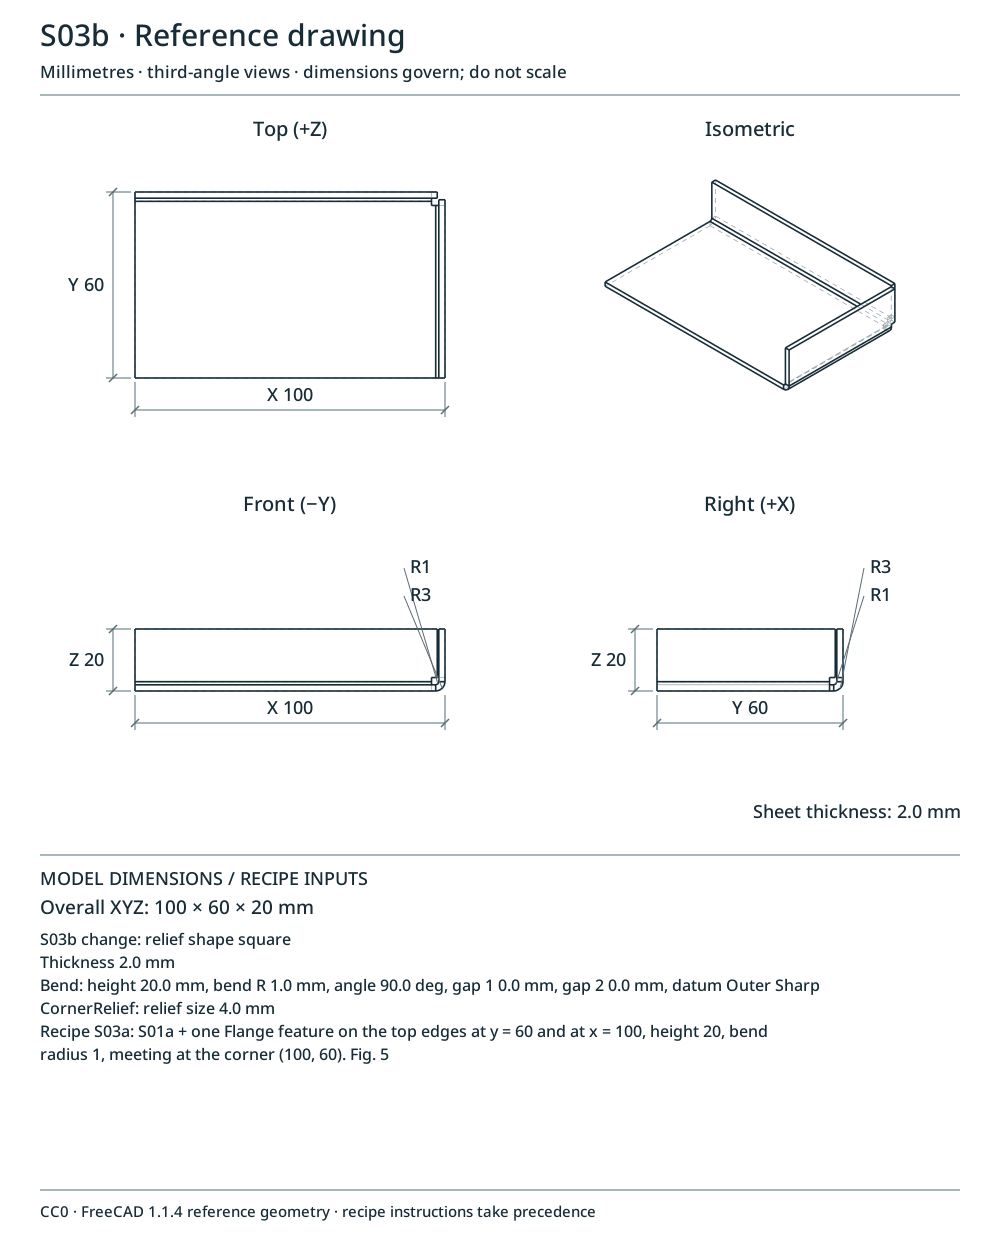 S03b · Reference drawing
Millimetres · third-angle views · dimensions govern; do not scale
Top (+Z)
Isometric
Y 60
X 100
Front (−Y)
Right (+X)
R1
R3
R3
R1
Z 20
Z 20
X 100
Y 60
Sheet thickness: 2.0 mm
MODEL DIMENSIONS / RECIPE INPUTS
Overall XYZ: 100 × 60 × 20 mm
S03b change: relief shape square
Thickness 2.0 mm
Bend: height 20.0 mm, bend R 1.0 mm, angle 90.0 deg, gap 1 0.0 mm, gap 2 0.0 mm, datum Outer Sharp
CornerRelief: relief size 4.0 mm
Recipe S03a: S01a + one Flange feature on the top edges at y = 60 and at x = 100, height 20, bend
radius 1, meeting at the corner (100, 60). Fig. 5
CC0 · FreeCAD 1.1.4 reference geometry · recipe instructions take precedence